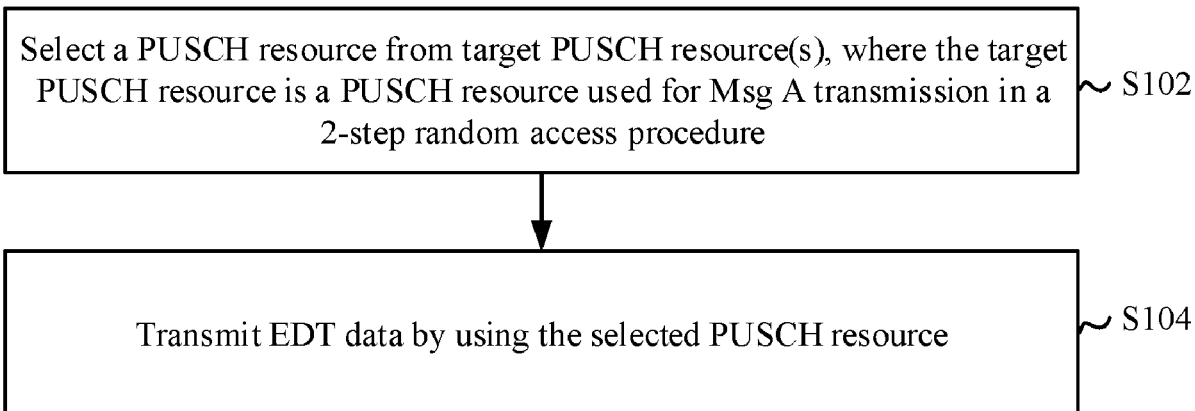 Select a PUSCH resource from target PUSCH resource(s), where the target
PUSCH resource is a PUSCH resource used for Msg A transmission in a
2-step random access procedure
S102
Transmit EDT data by using the selected PUSCH resource
S104